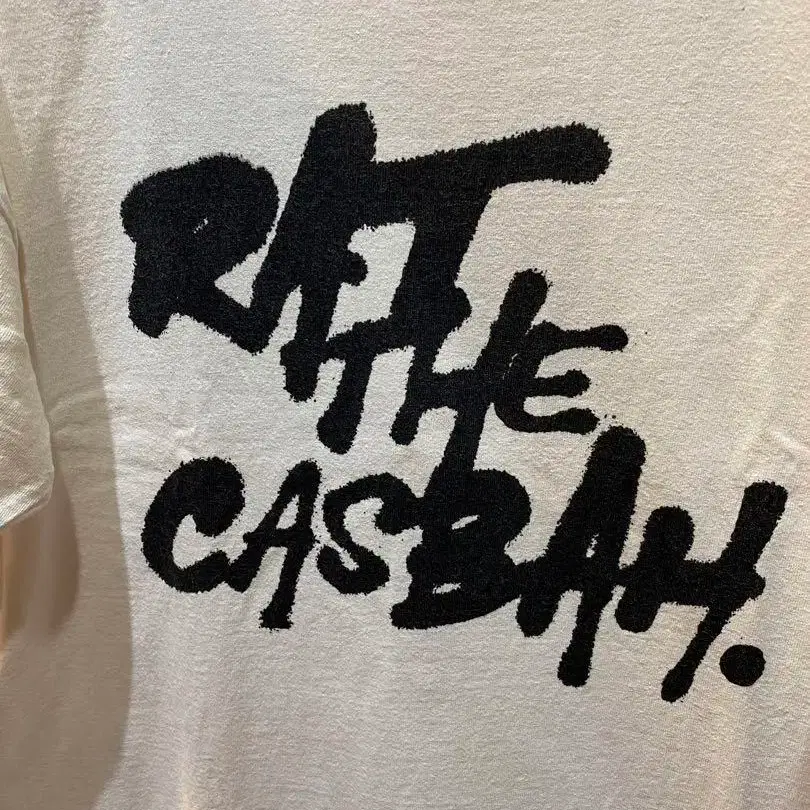 RAT
THE
CASBAH.